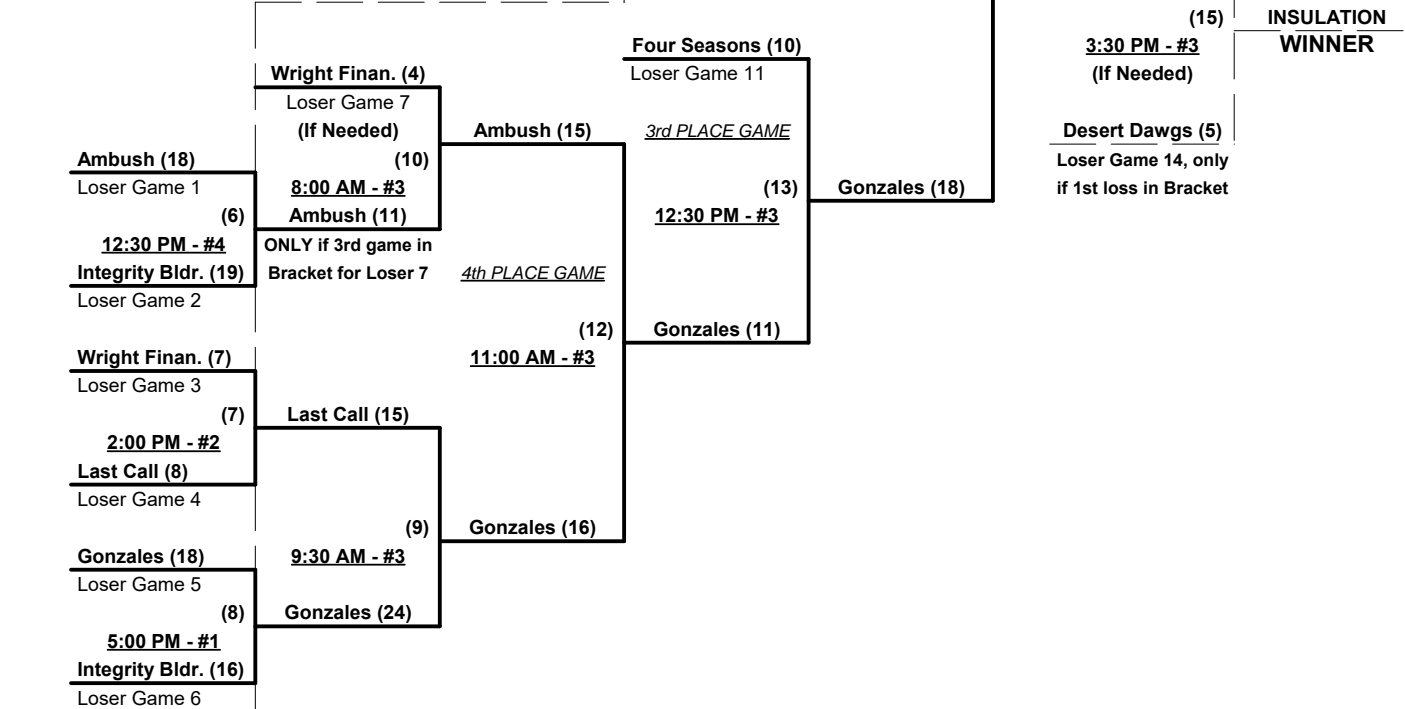 (15)
INSULATION
3:30 PM - #3
WINNER
(If Needed)
Desert Dawgs (5)
Loser Game 14, only
if 1st loss in Bracket
Four Seasons (10)
Loser Game 11
3rd PLACE GAME
(13)
12:30 PM - #3
Gonzales (18)
Gonzales (11)
Wright Finan. (4)
Loser Game 7
(If Needed)
(10)
8:00 AM - #3
Ambush (11)
ONLY if 3rd game in
Bracket for Loser 7
Ambush (15)
4th PLACE GAME
(12)
11:00 AM - #3
Gonzales (16)
Ambush (18)
Loser Game 1
(6)
12:30 PM - #4
Integrity Bldr. (19)
Loser Game 2
Wright Finan. (7)
Loser Game 3
(7)
2:00 PM - #2
Last Call (8)
Loser Game 4
Last Call (15)
(9)
9:30 AM - #3
Gonzales (24)
Gonzales (18)
Loser Game 5
(8)
5:00 PM - #1
Integrity Bldr. (16)
Loser Game 6